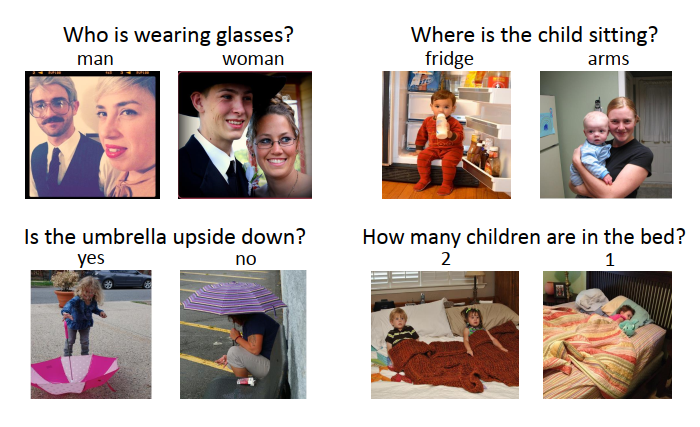 Who is wearing glasses?
man woman
Where is the child sitting?
fridge arms
Is the umbrella upside down?
yes no
How many children are in the bed?
2 1